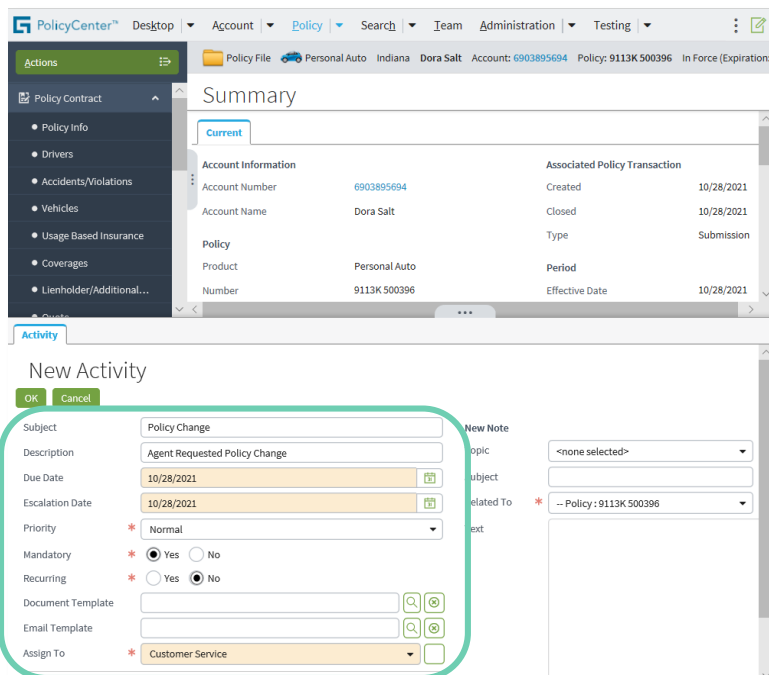 PolicyCenter™ Desktop Account Policy Search Team Administration Testing
Actions
Policy File Personal Auto Indiana Dora Salt Account: 6903895694 Policy: 9113K 500396 In Force (Expiration:
Policy Contract
Policy Info
Drivers
Accidents/Violations
Vehicles
Usage Based Insurance
Coverages
Lienholder/Additional...
Quote
Summary
Current
Account Information
Account Number 6903895694
Account Name Dora Salt
Policy
Product Personal Auto
Number 9113K 500396
Associated Policy Transaction
Created 10/28/2021
Closed 10/28/2021
Type Submission
Period
Effective Date 10/28/2021
Activity
New Activity
OK Cancel
Subject Policy Change
Description Agent Requested Policy Change
Due Date 10/28/2021
Escalation Date 10/28/2021
Priority * Normal
Mandatory * Yes No
Recurring * Yes No
Document Template
Email Template
Assign To * Customer Service
New Note
opic <none selected>
ubject
elated To * -- Policy : 9113K 500396
ext